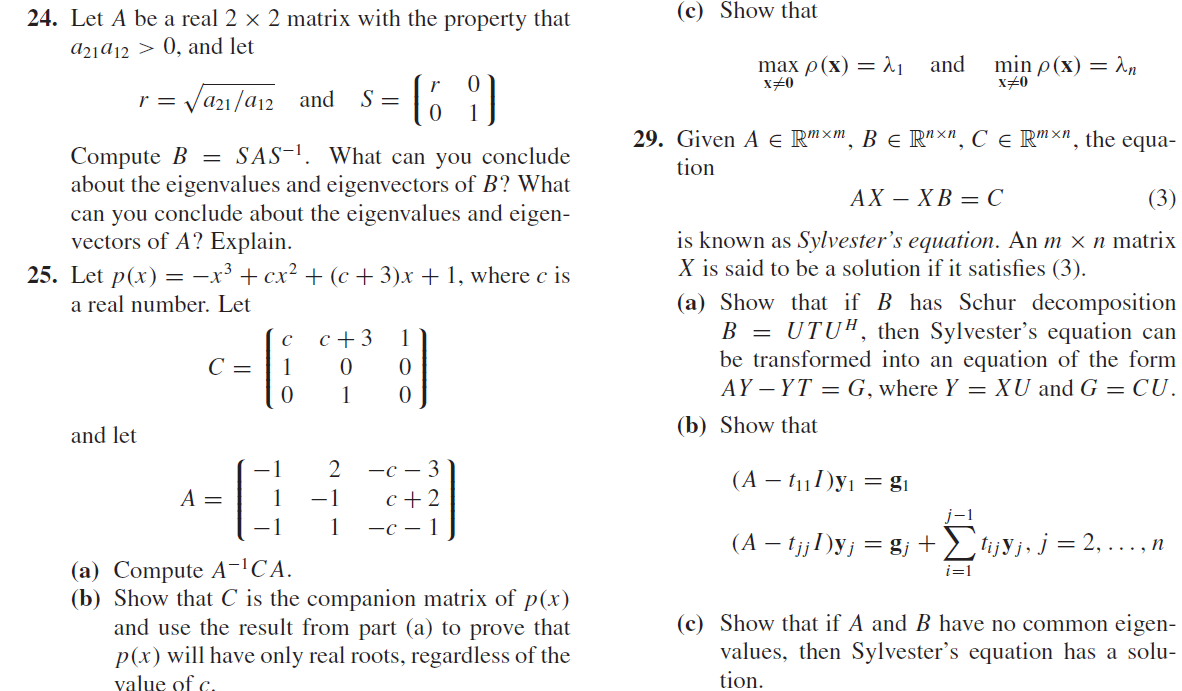 24. Let A be a real 2 × 2 matrix with the property that
a₂₁a₁₂ > 0, and let
r = √(a₂₁/a₁₂) and S = [r 0; 0 1]
Compute B = SAS⁻¹. What can you conclude
about the eigenvalues and eigenvectors of B? What
can you conclude about the eigenvalues and eigen-
vectors of A? Explain.
25. Let p(x) = −x³ + cx² + (c + 3)x + 1, where c is
a real number. Let
C = [c c + 3 1; 1 0 0; 0 1 0]
and let
A = [−1 2 −c − 3; 1 −1 c + 2; −1 1 −c − 1]
(a) Compute A⁻¹CA.
(b) Show that C is the companion matrix of p(x)
and use the result from part (a) to prove that
p(x) will have only real roots, regardless of the
value of c.
(c) Show that
max ρ(x) = λ₁ and min ρ(x) = λₙ
x≠0 x≠0
29. Given A ∈ ℝᵐˣᵐ, B ∈ ℝⁿˣⁿ, C ∈ ℝᵐˣⁿ, the equa-
tion
AX − XB = C (3)
is known as Sylvester's equation. An m × n matrix
X is said to be a solution if it satisfies (3).
(a) Show that if B has Schur decomposition
B = UTUᴴ, then Sylvester's equation can
be transformed into an equation of the form
AY − YT = G, where Y = XU and G = CU.
(b) Show that
(A − t₁₁I)y₁ = g₁
(A − tⱼⱼI)yⱼ = gⱼ + ∑_{i=1}^{j−1} tᵢⱼyⱼ, j = 2, . . . , n
(c) Show that if A and B have no common eigen-
values, then Sylvester's equation has a solu-
tion.